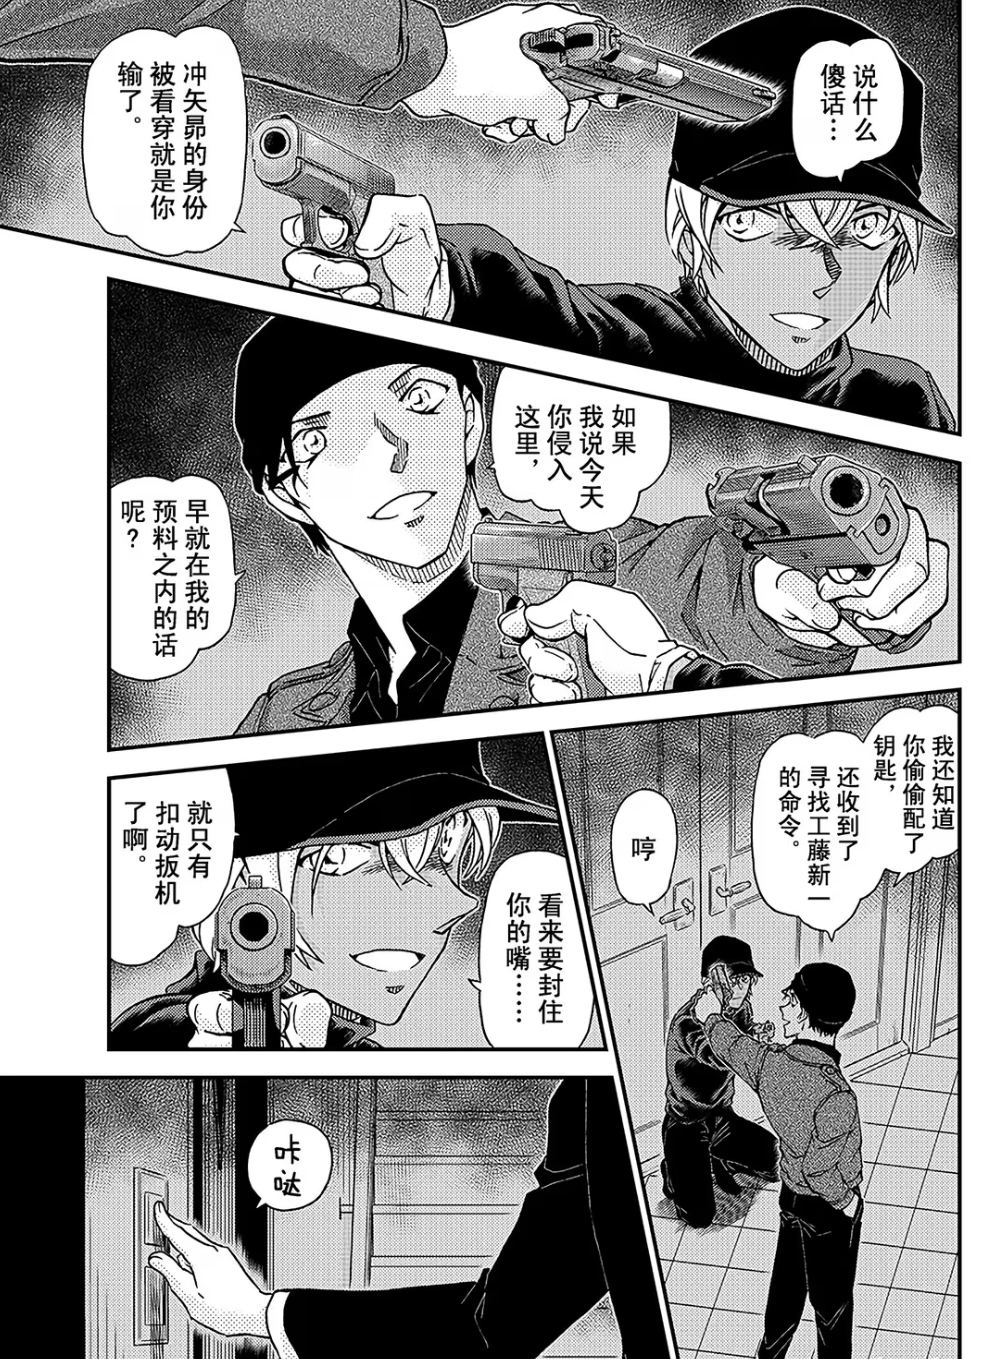 说什么
傻话…
冲矢昴的身份
被看穿就是你
输了。
如果
我说今天
你侵入
这里，
早就在我的
预料之内的话
呢？
我还知道
你偷偷配了
钥匙，
还收到了
寻找工藤新一
的命令。
哼
看来要封住
你的嘴……
就只有
扣动扳机
了啊。
咔
哒